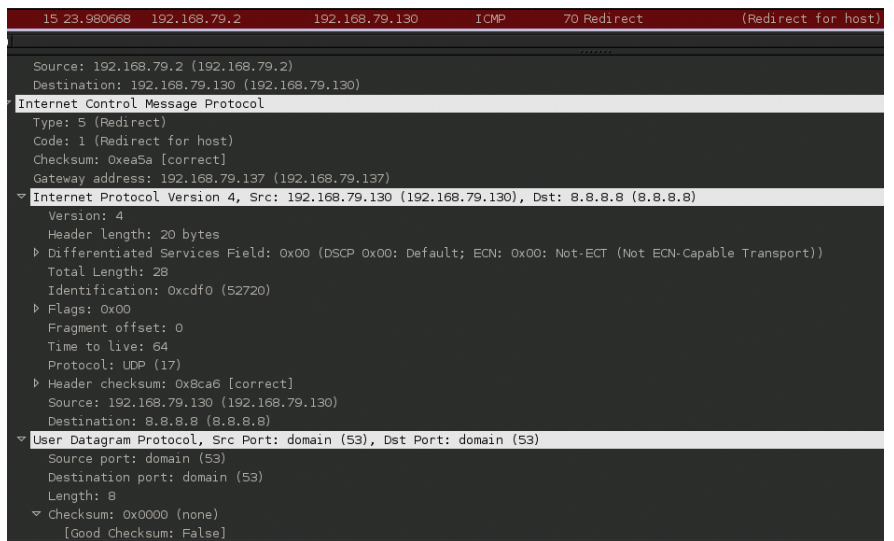 15 23.980668 192.168.79.2 192.168.79.130 ICMP 70 Redirect (Redirect for host)
Source: 192.168.79.2 (192.168.79.2)
Destination: 192.168.79.130 (192.168.79.130)
Internet Control Message Protocol
Type: 5 (Redirect)
Code: 1 (Redirect for host)
Checksum: 0xea5a [correct]
Gateway address: 192.168.79.137 (192.168.79.137)
Internet Protocol Version 4, Src: 192.168.79.130 (192.168.79.130), Dst: 8.8.8.8 (8.8.8.8)
Version: 4
Header length: 20 bytes
Differentiated Services Field: 0x00 (DSCP 0x00: Default; ECN: 0x00: Not-ECT (Not ECN-Capable Transport))
Total Length: 28
Identification: 0xcdf0 (52720)
Flags: 0x00
Fragment offset: 0
Time to live: 64
Protocol: UDP (17)
Header checksum: 0x8ca6 [correct]
Source: 192.168.79.130 (192.168.79.130)
Destination: 8.8.8.8 (8.8.8.8)
User Datagram Protocol, Src Port: domain (53), Dst Port: domain (53)
Source port: domain (53)
Destination port: domain (53)
Length: 8
Checksum: 0x0000 (none)
[Good Checksum: False]